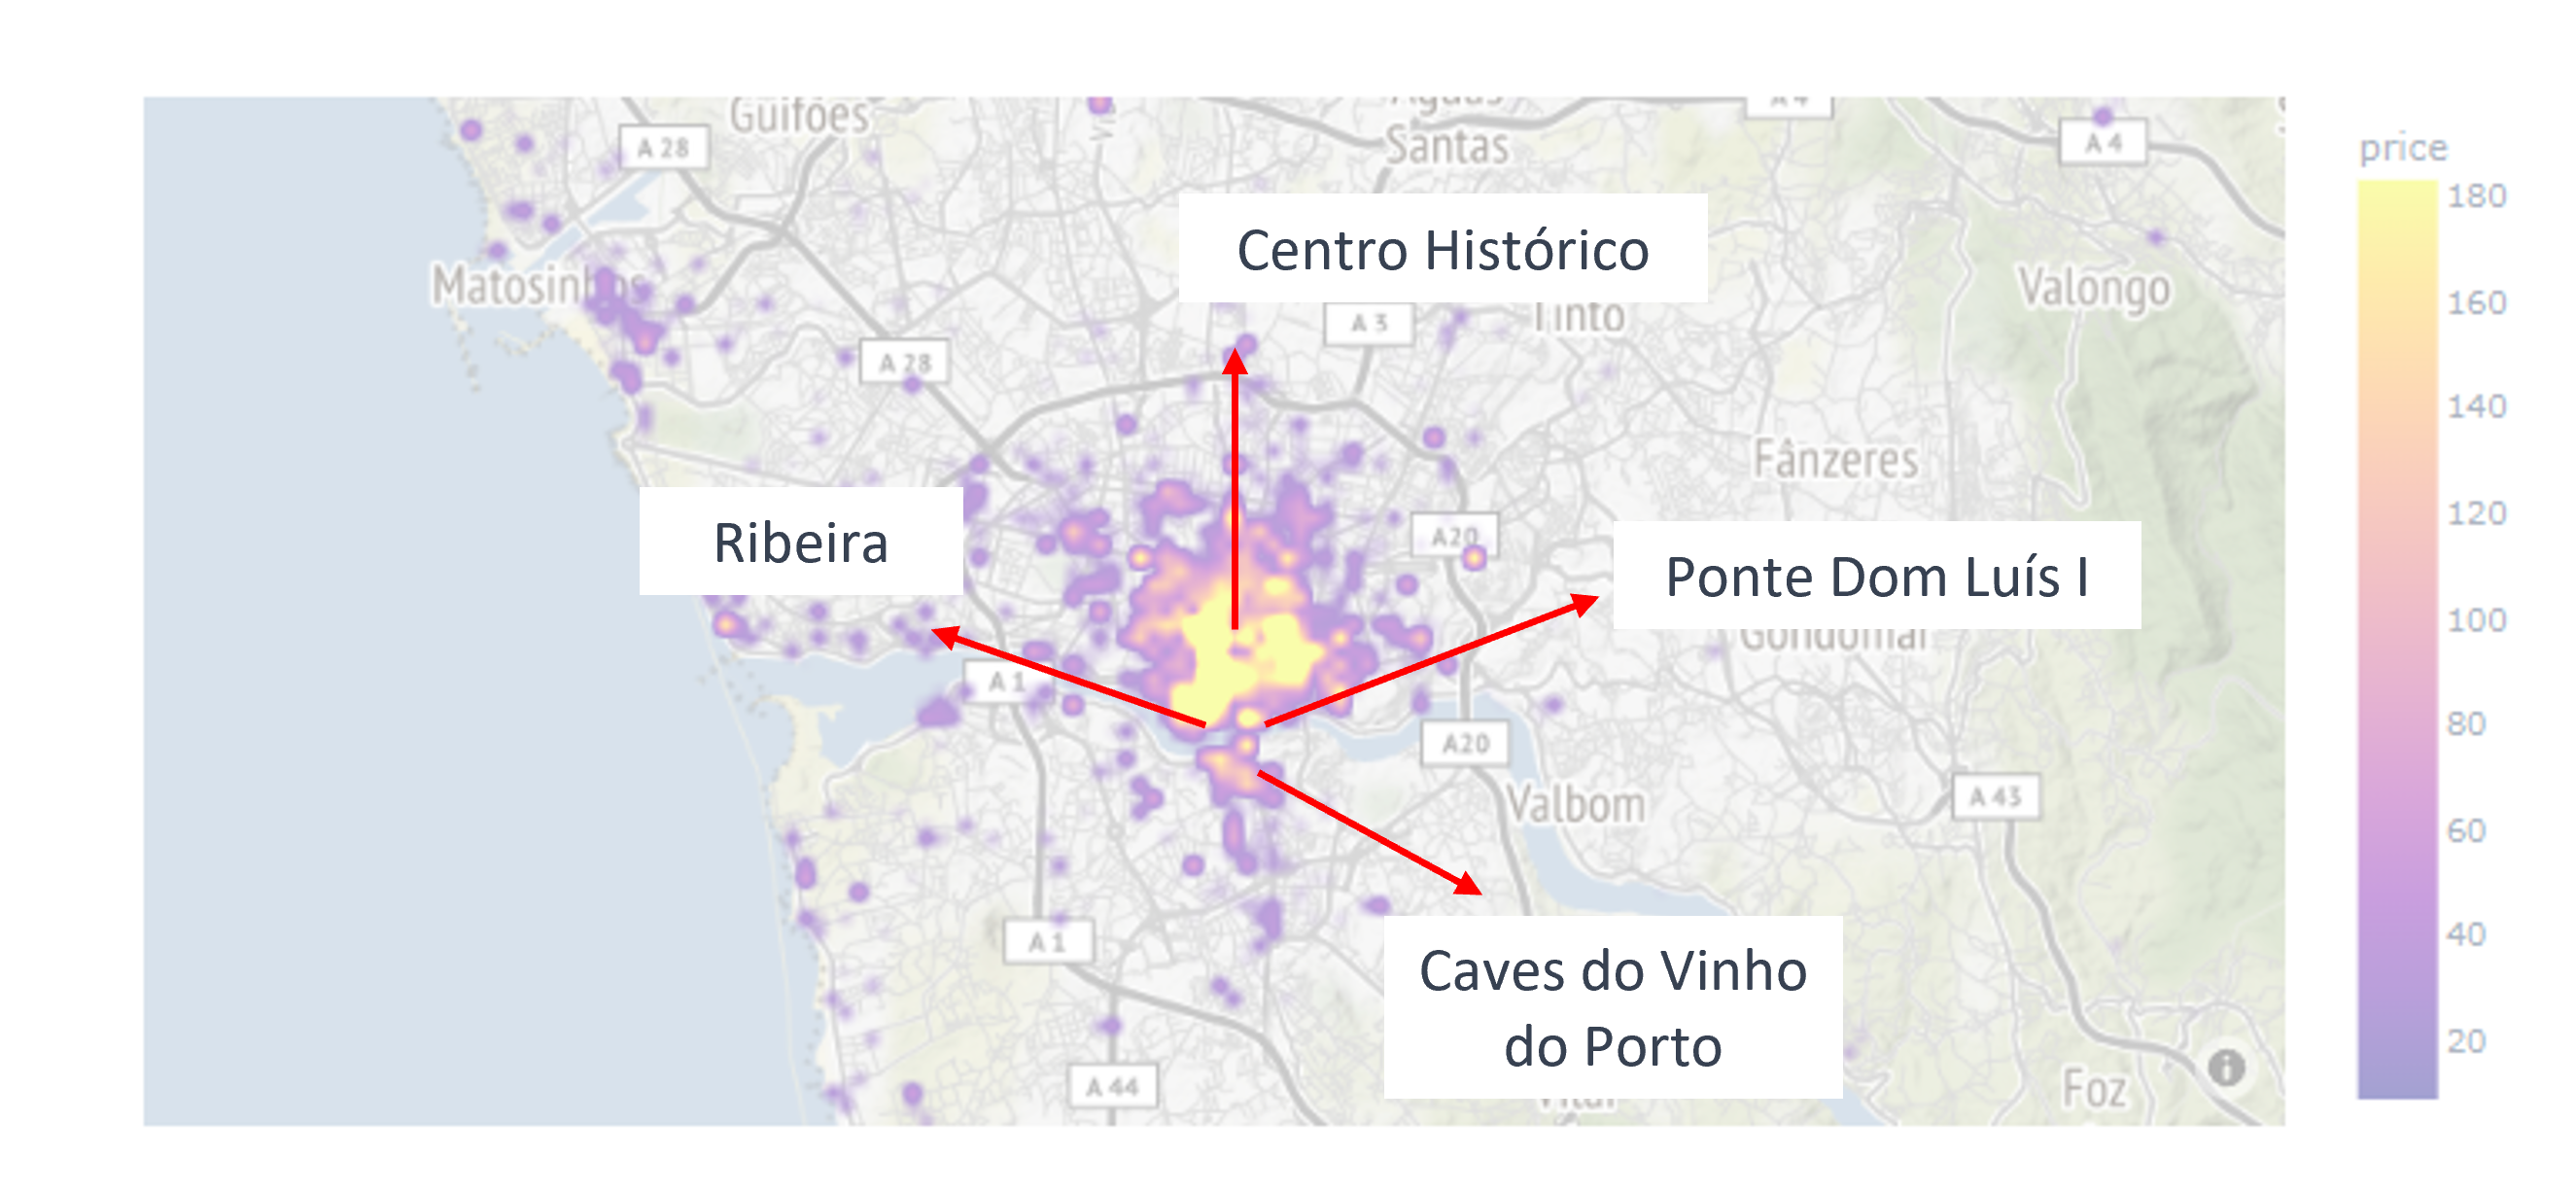 Guifões
A 28
Santas
A 4
A 4
price
180
Centro Histórico
Matosinhos
Valongo
160
A 3
Tinto
A 28
140
Fânzeres
120
Ribeira
A20
Ponte Dom Luís I
100
Gondomar
A 1
80
A20
Valbom
A 43
60
A 1
Caves do Vinho
do Porto
40
20
A 44
Foz